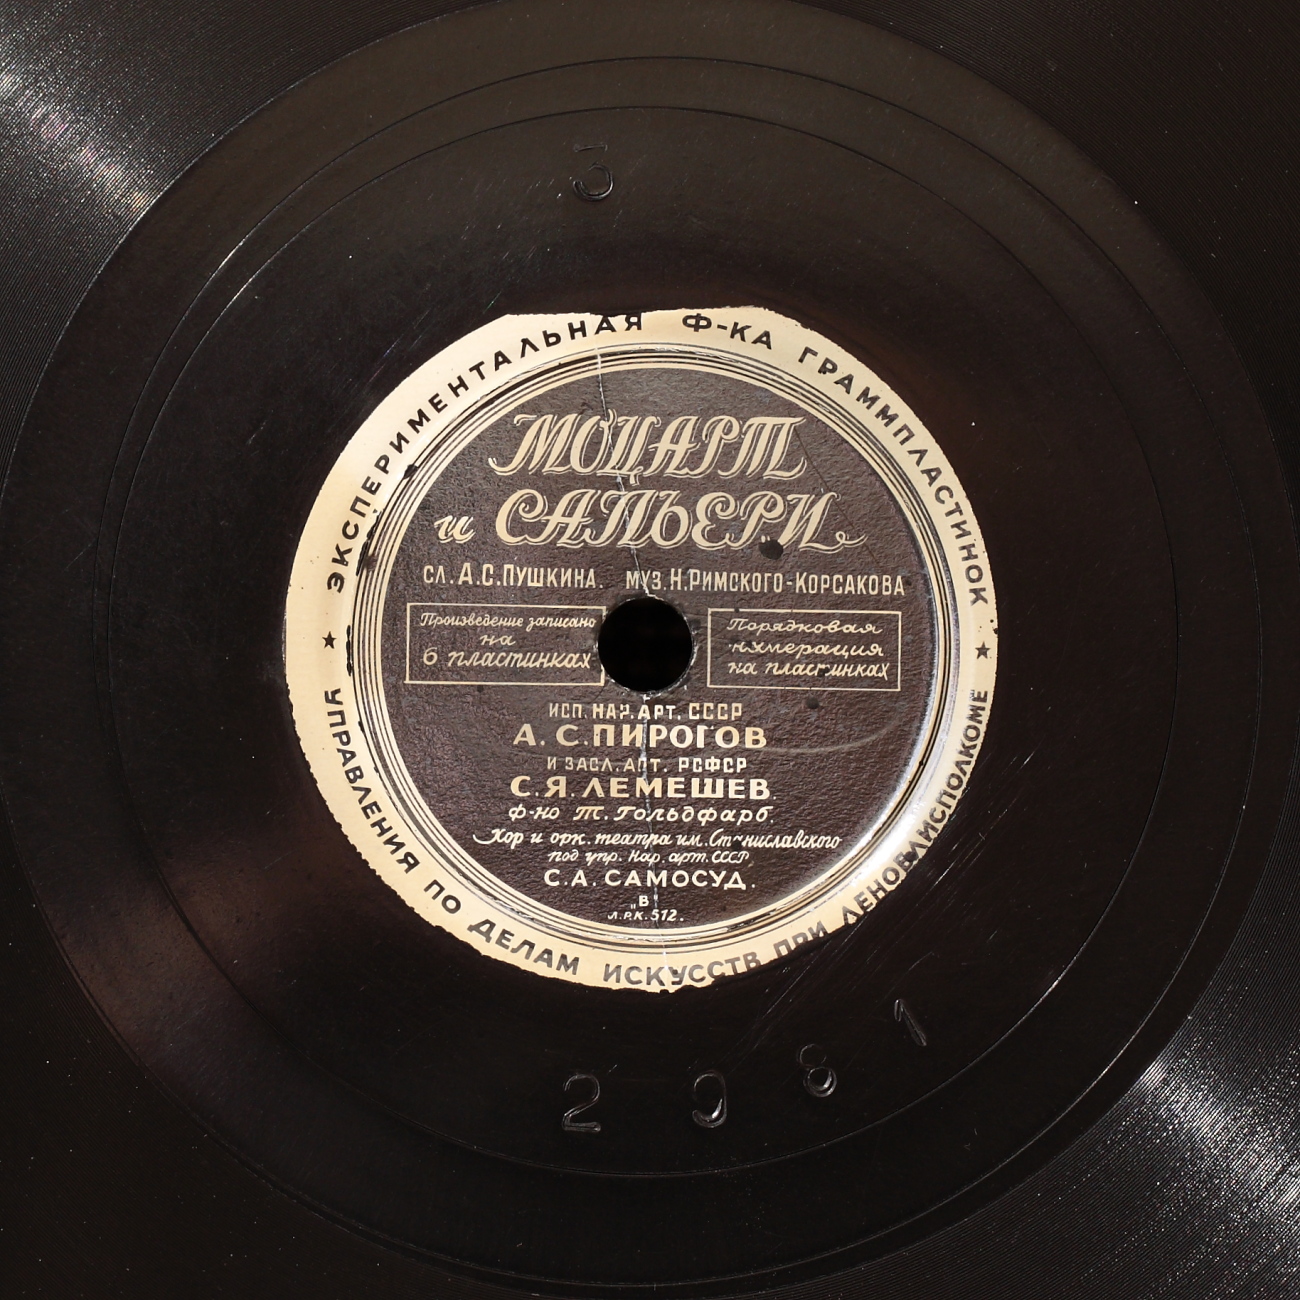 3
ЭКСПЕРИМЕНТАЛЬНАЯ Ф-КА ГРАММПЛАСТИНОК
МОЦАРТ
и САЛЬЕРИ
СЛ. А.С.ПУШКИНА. МУЗ. Н.РИМСКОГО-КОРСАКОВА
Произведение записано
на
6 пластинках
Порядковая
нумерация
на пластинках
ИСП. НАР. АРТ. СССР
А. С. ПИРОГОВ
И ЗАСЛ. АРТ. РСФСР
С. Я. ЛЕМЕШЕВ.
ф-но Т. Гольдфарб.
Хор и орк. театра им. Станиславского
под упр. Нар. арт. СССР
С. А. САМОСУД.
"В"
Л.Р.К. 512.
★ УПРАВЛЕНИЯ ПО ДЕЛАМ ИСКУССТВ ПРИ ЛЕНОБЛИСПОЛКОМЕ ★
2981